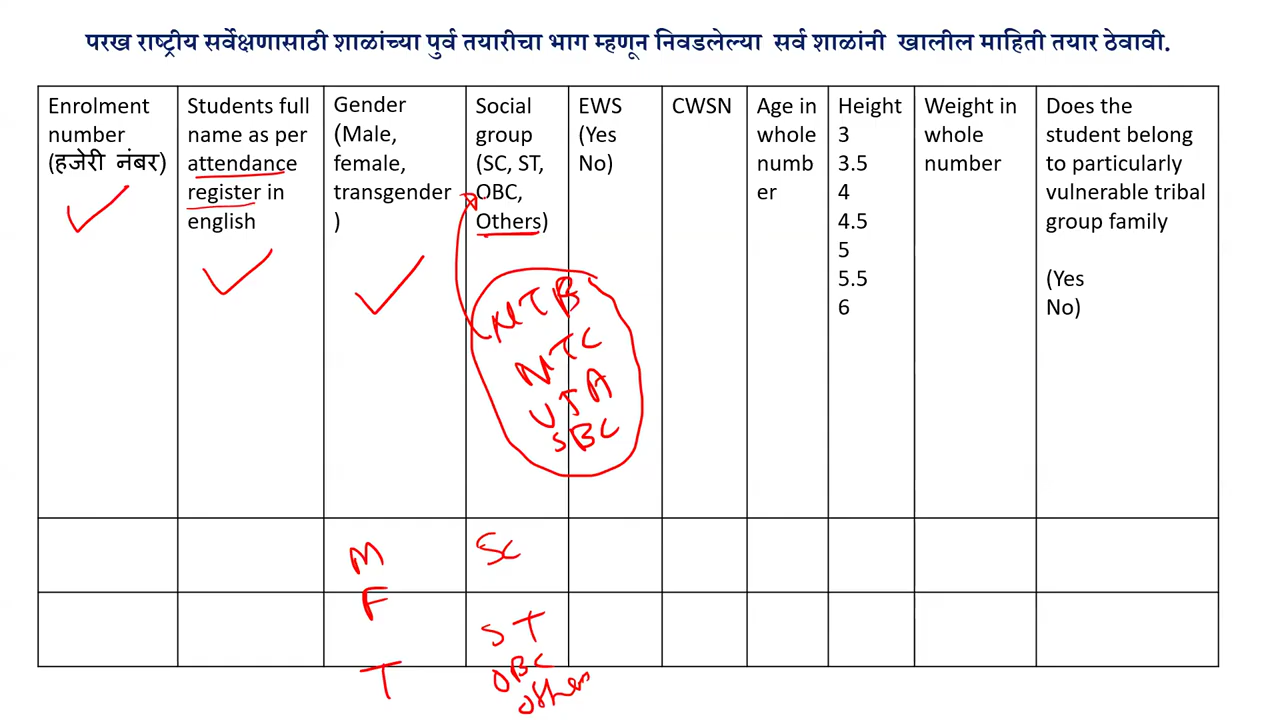 परख राष्ट्रीय सर्वेक्षणासाठी शाळांच्या पुर्व तयारीचा भाग म्हणून निवडलेल्या सर्व शाळांनी खालील माहिती तयार ठेवावी.
Enrolment
number
(हजेरी नंबर)
Students full
name as per
attendance
register in
english
Gender
(Male,
female,
transgender
)
Social
group
(SC, ST,
OBC,
Others)
EWS
(Yes
No)
CWSN
Age in
whole
numb
er
Height
3
3.5
4
4.5
5
5.5
6
Weight in
whole
number
Does the
student belong
to particularly
vulnerable tribal
group family
(Yes
No)
NTB
NTC
VJA
SBC
M
F
T
SC
ST
OBC
others